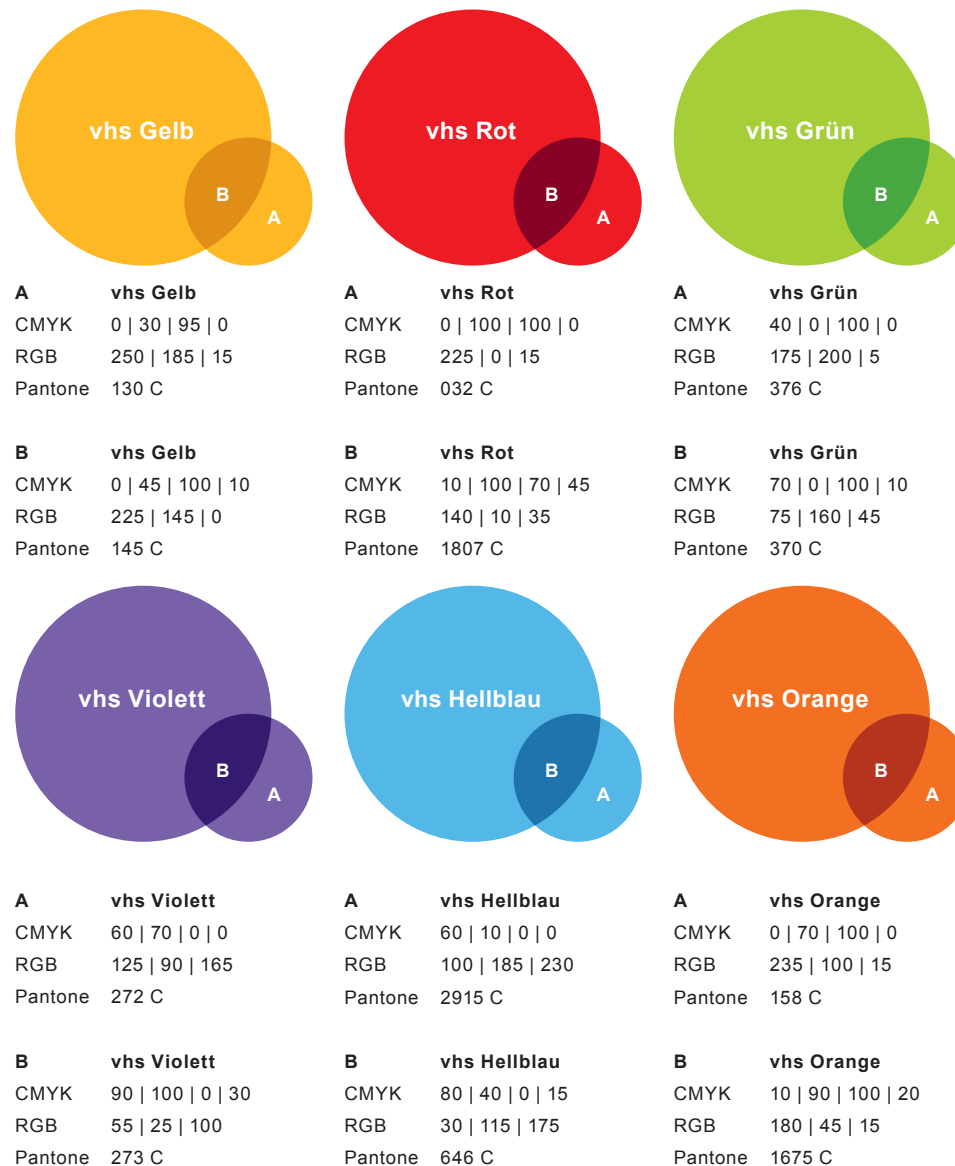 vhs Gelb
B
A
vhs Rot
B
A
vhs Grün
B
A
A vhs Gelb
CMYK 0 | 30 | 95 | 0
RGB 250 | 185 | 15
Pantone 130 C
A vhs Rot
CMYK 0 | 100 | 100 | 0
RGB 225 | 0 | 15
Pantone 032 C
A vhs Grün
CMYK 40 | 0 | 100 | 0
RGB 175 | 200 | 5
Pantone 376 C
B vhs Gelb
CMYK 0 | 45 | 100 | 10
RGB 225 | 145 | 0
Pantone 145 C
B vhs Rot
CMYK 10 | 100 | 70 | 45
RGB 140 | 10 | 35
Pantone 1807 C
B vhs Grün
CMYK 70 | 0 | 100 | 10
RGB 75 | 160 | 45
Pantone 370 C
vhs Violett
B
A
vhs Hellblau
B
A
vhs Orange
B
A
A vhs Violett
CMYK 60 | 70 | 0 | 0
RGB 125 | 90 | 165
Pantone 272 C
A vhs Hellblau
CMYK 60 | 10 | 0 | 0
RGB 100 | 185 | 230
Pantone 2915 C
A vhs Orange
CMYK 0 | 70 | 100 | 0
RGB 235 | 100 | 15
Pantone 158 C
B vhs Violett
CMYK 90 | 100 | 0 | 30
RGB 55 | 25 | 100
Pantone 273 C
B vhs Hellblau
CMYK 80 | 40 | 0 | 15
RGB 30 | 115 | 175
Pantone 646 C
B vhs Orange
CMYK 10 | 90 | 100 | 20
RGB 180 | 45 | 15
Pantone 1675 C